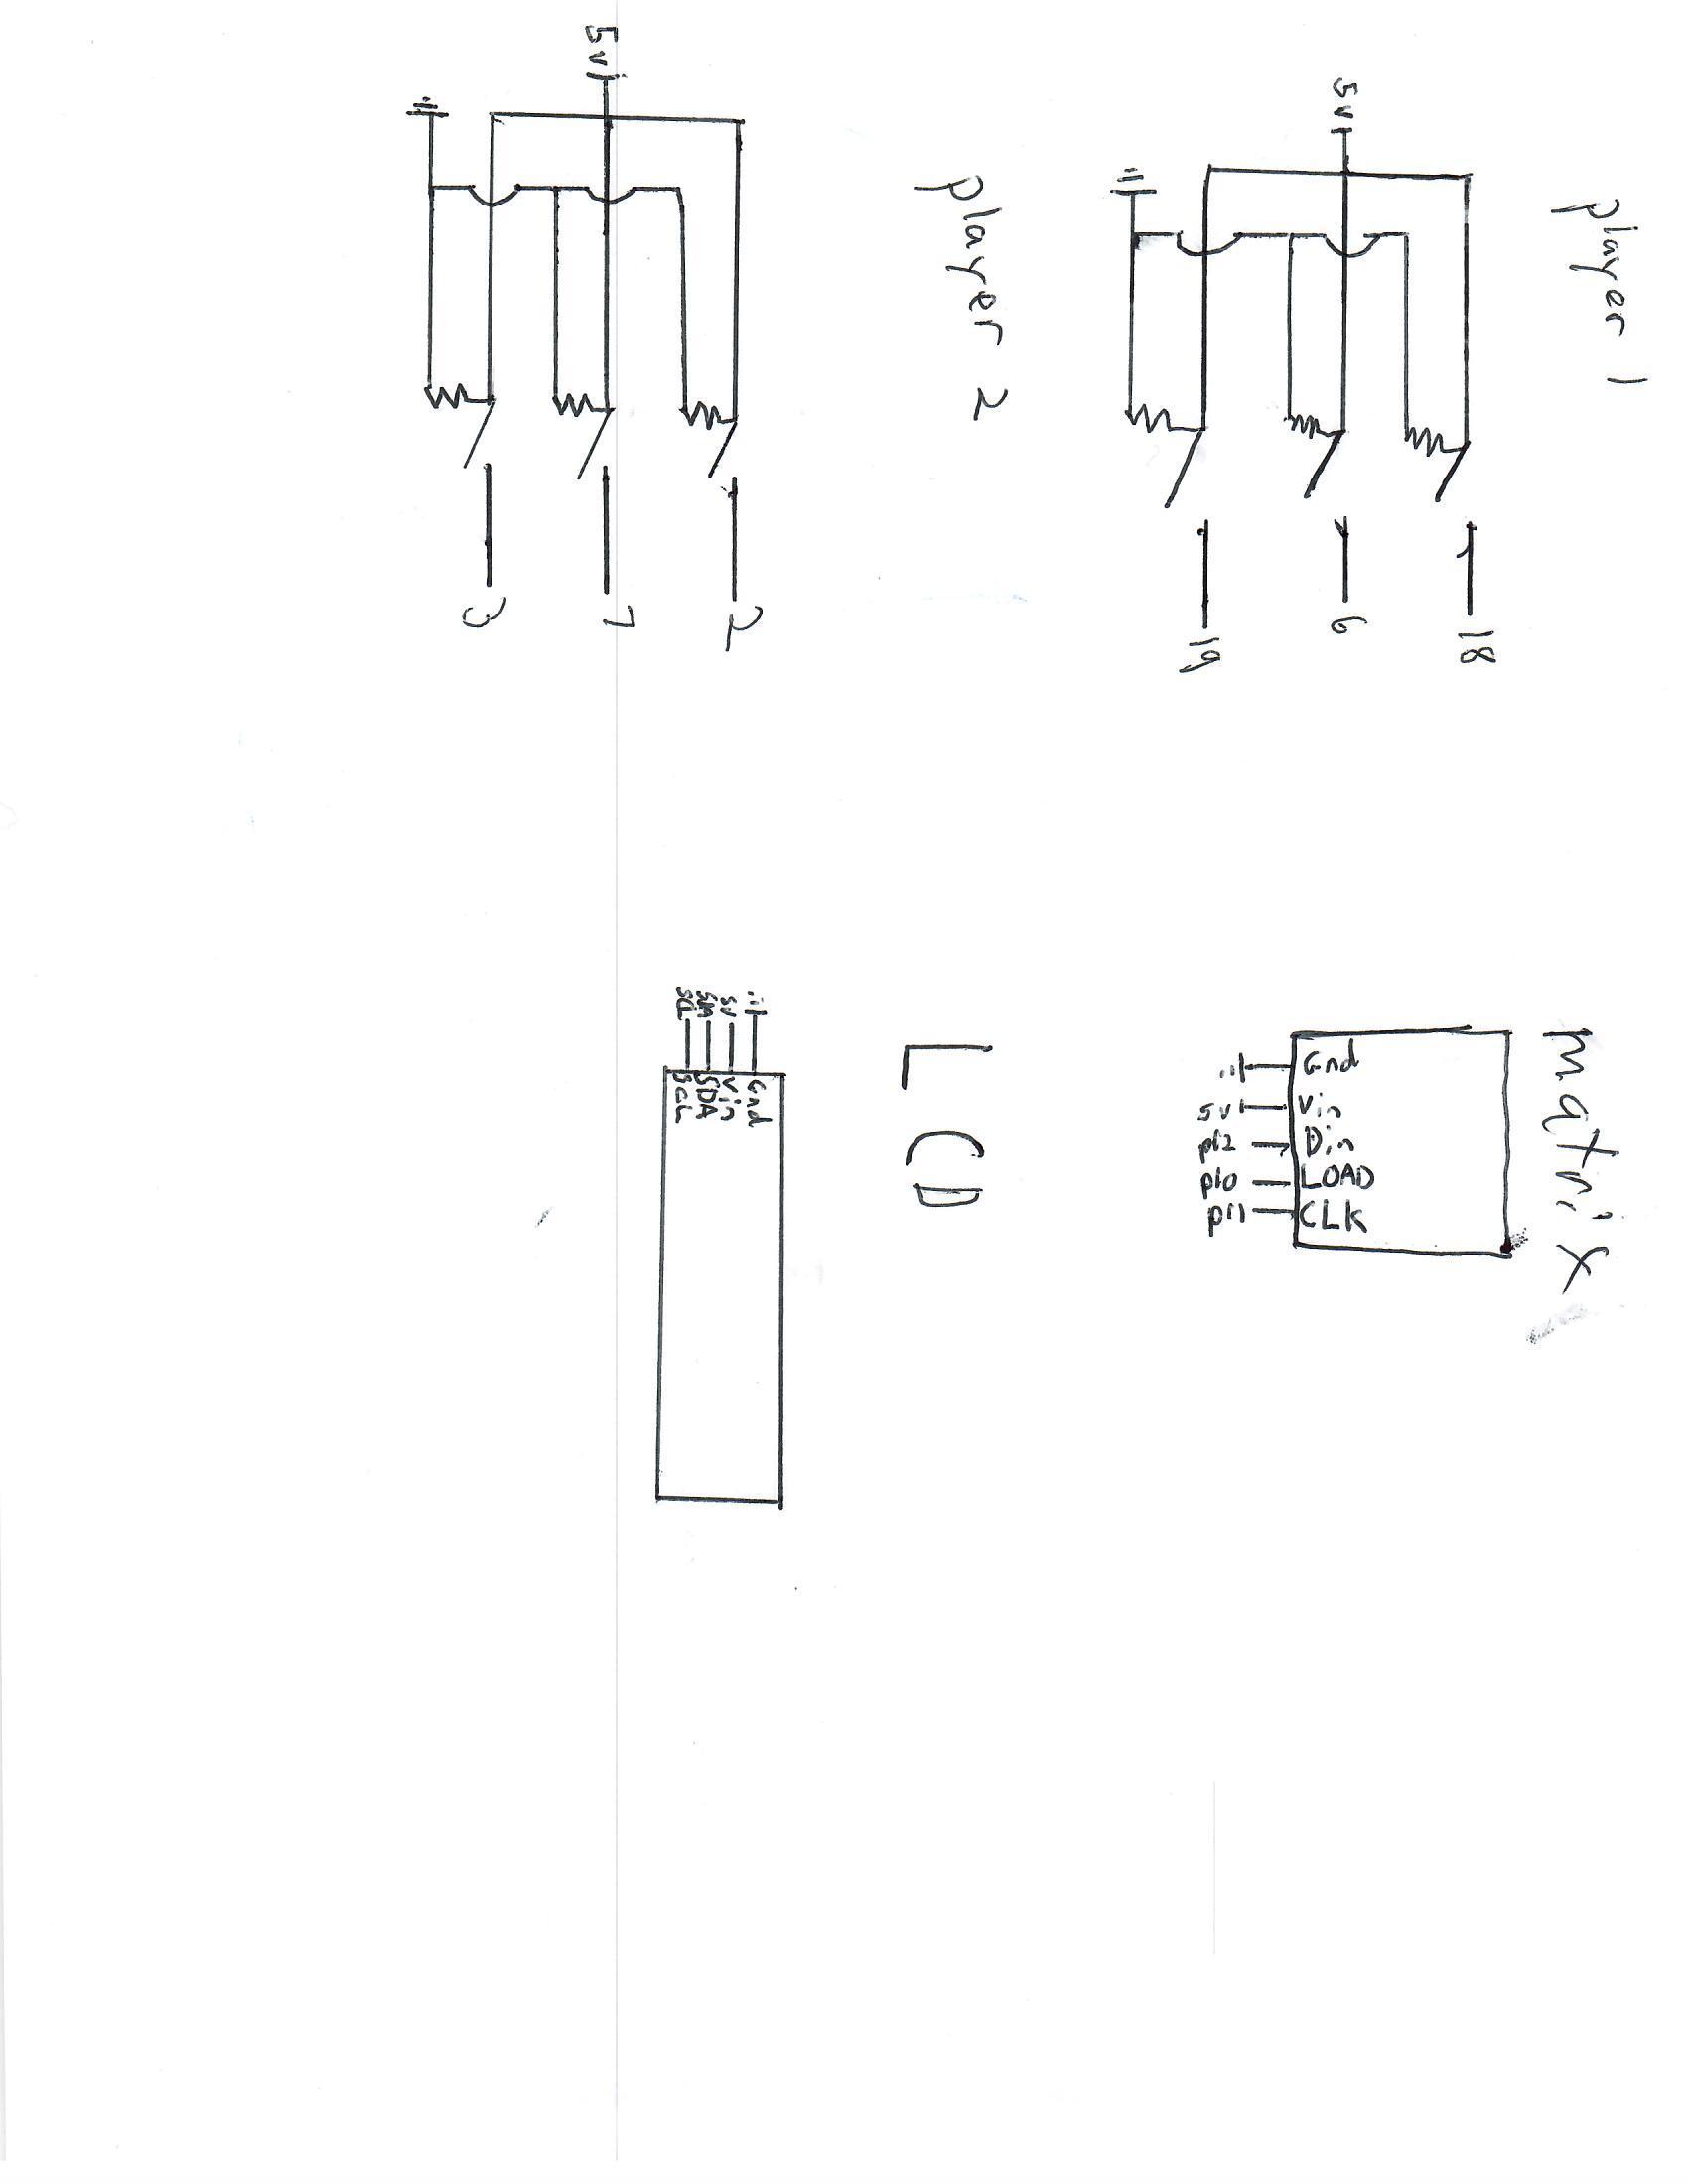 player 1
5v
18
6
19
matrix
Gnd
Vin
5v
Din
p12
LOAD
p10
CLK
p11
player 2
5v
2
7
3
LCD
Gnd
5v
Vin
SDA
SDA
SCL
SCL